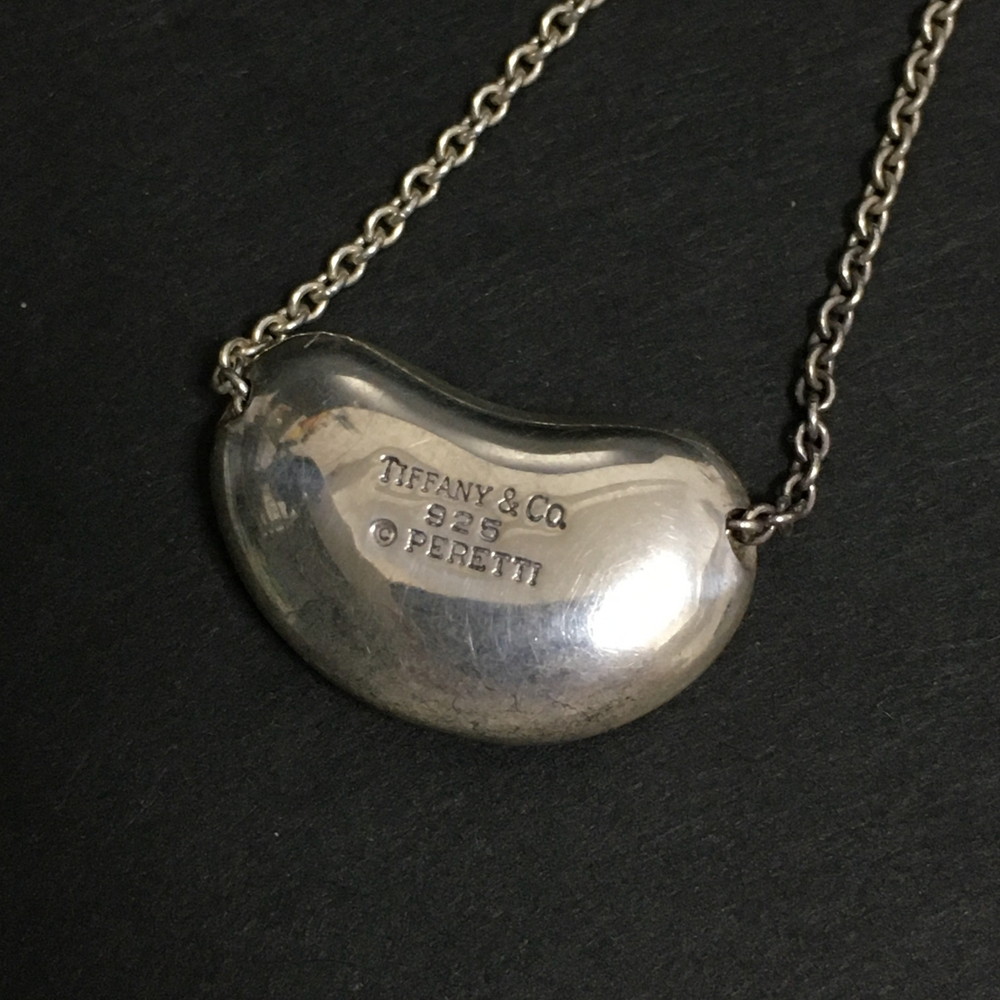 TIFFANY & CO.
925
© PERETTI